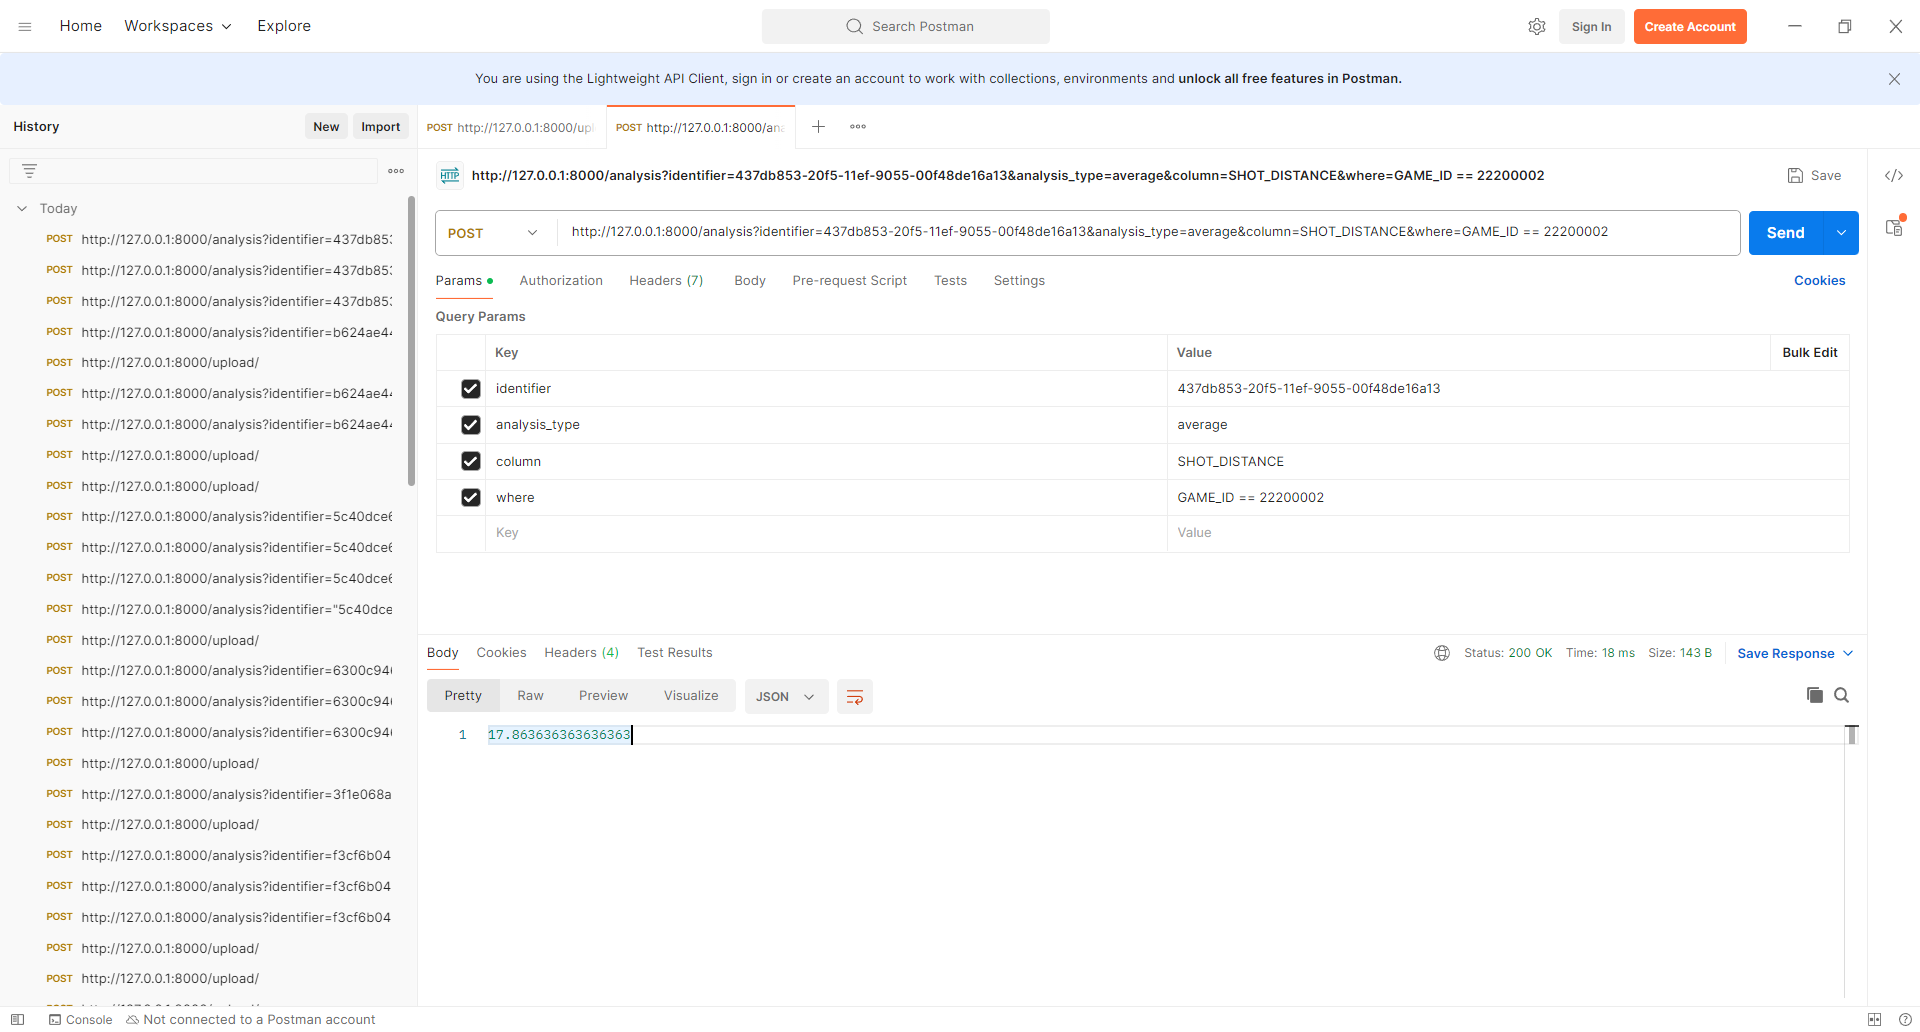 Home
Workspaces
Explore
Search Postman
Sign In
Create Account
You are using the Lightweight API Client, sign in or create an account to work with collections, environments and unlock all free features in Postman.
History
New
Import
POST http://127.0.0.1:8000/upl
POST http://127.0.0.1:8000/ana
Today
POST http://127.0.0.1:8000/analysis?identifier=437db853
POST http://127.0.0.1:8000/analysis?identifier=437db853
POST http://127.0.0.1:8000/analysis?identifier=437db853
POST http://127.0.0.1:8000/analysis?identifier=b624ae44
POST http://127.0.0.1:8000/upload/
POST http://127.0.0.1:8000/analysis?identifier=b624ae44
POST http://127.0.0.1:8000/analysis?identifier=b624ae44
POST http://127.0.0.1:8000/upload/
POST http://127.0.0.1:8000/upload/
POST http://127.0.0.1:8000/analysis?identifier=5c40dce6
POST http://127.0.0.1:8000/analysis?identifier=5c40dce6
POST http://127.0.0.1:8000/analysis?identifier=5c40dce6
POST http://127.0.0.1:8000/analysis?identifier="5c40dce
POST http://127.0.0.1:8000/upload/
POST http://127.0.0.1:8000/analysis?identifier=6300c946
POST http://127.0.0.1:8000/analysis?identifier=6300c946
POST http://127.0.0.1:8000/analysis?identifier=6300c946
POST http://127.0.0.1:8000/upload/
POST http://127.0.0.1:8000/analysis?identifier=3f1e068a
POST http://127.0.0.1:8000/upload/
POST http://127.0.0.1:8000/analysis?identifier=f3cf6b04
POST http://127.0.0.1:8000/analysis?identifier=f3cf6b04
POST http://127.0.0.1:8000/analysis?identifier=f3cf6b04
POST http://127.0.0.1:8000/upload/
POST http://127.0.0.1:8000/upload/
HTTP http://127.0.0.1:8000/analysis?identifier=437db853-20f5-11ef-9055-00f48de16a13&analysis_type=average&column=SHOT_DISTANCE&where=GAME_ID == 22200002
Save
POST http://127.0.0.1:8000/analysis?identifier=437db853-20f5-11ef-9055-00f48de16a13&analysis_type=average&column=SHOT_DISTANCE&where=GAME_ID == 22200002
Send
Params Authorization Headers (7) Body Pre-request Script Tests Settings Cookies
Query Params
Key Value Bulk Edit
identifier 437db853-20f5-11ef-9055-00f48de16a13
analysis_type average
column SHOT_DISTANCE
where GAME_ID == 22200002
Key Value
Body Cookies Headers (4) Test Results Status: 200 OK Time: 18 ms Size: 143 B Save Response
Pretty Raw Preview Visualize JSON
1 17.863636363636363
Console Not connected to a Postman account